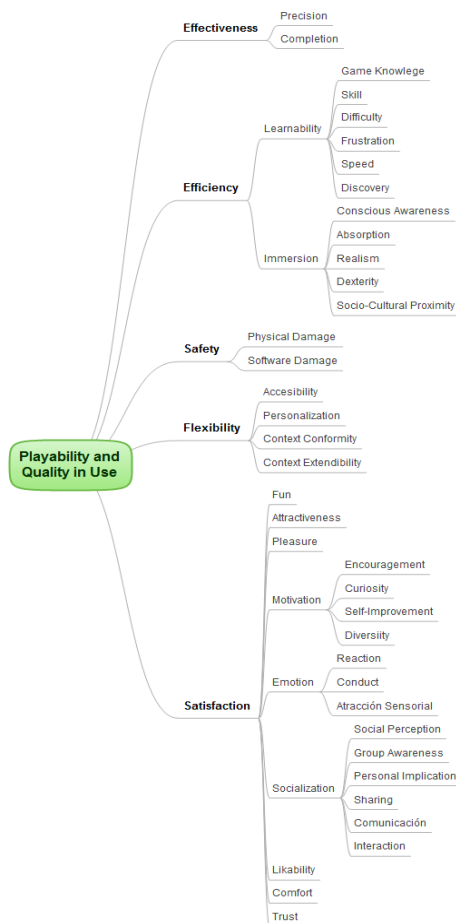 Precision
Effectiveness
Completion
Game Knowlege
Skill
Difficulty
Learnability
Frustration
Speed
Discovery
Efficiency
Conscious Awareness
Absorption
Immersion
Realism
Dexterity
Socio-Cultural Proximity
Physical Damage
Safety
Software Damage
Accesibility
Personalization
Flexibility
Context Conformity
Context Extendibility
Playability and
Quality in Use
Fun
Attractiveness
Pleasure
Encouragement
Curiosity
Motivation
Self-Improvement
Diversiity
Reaction
Emotion
Conduct
Atracción Sensorial
Satisfaction
Social Perception
Group Awareness
Personal Implication
Socialization
Sharing
Comunicación
Interaction
Likability
Comfort
Trust